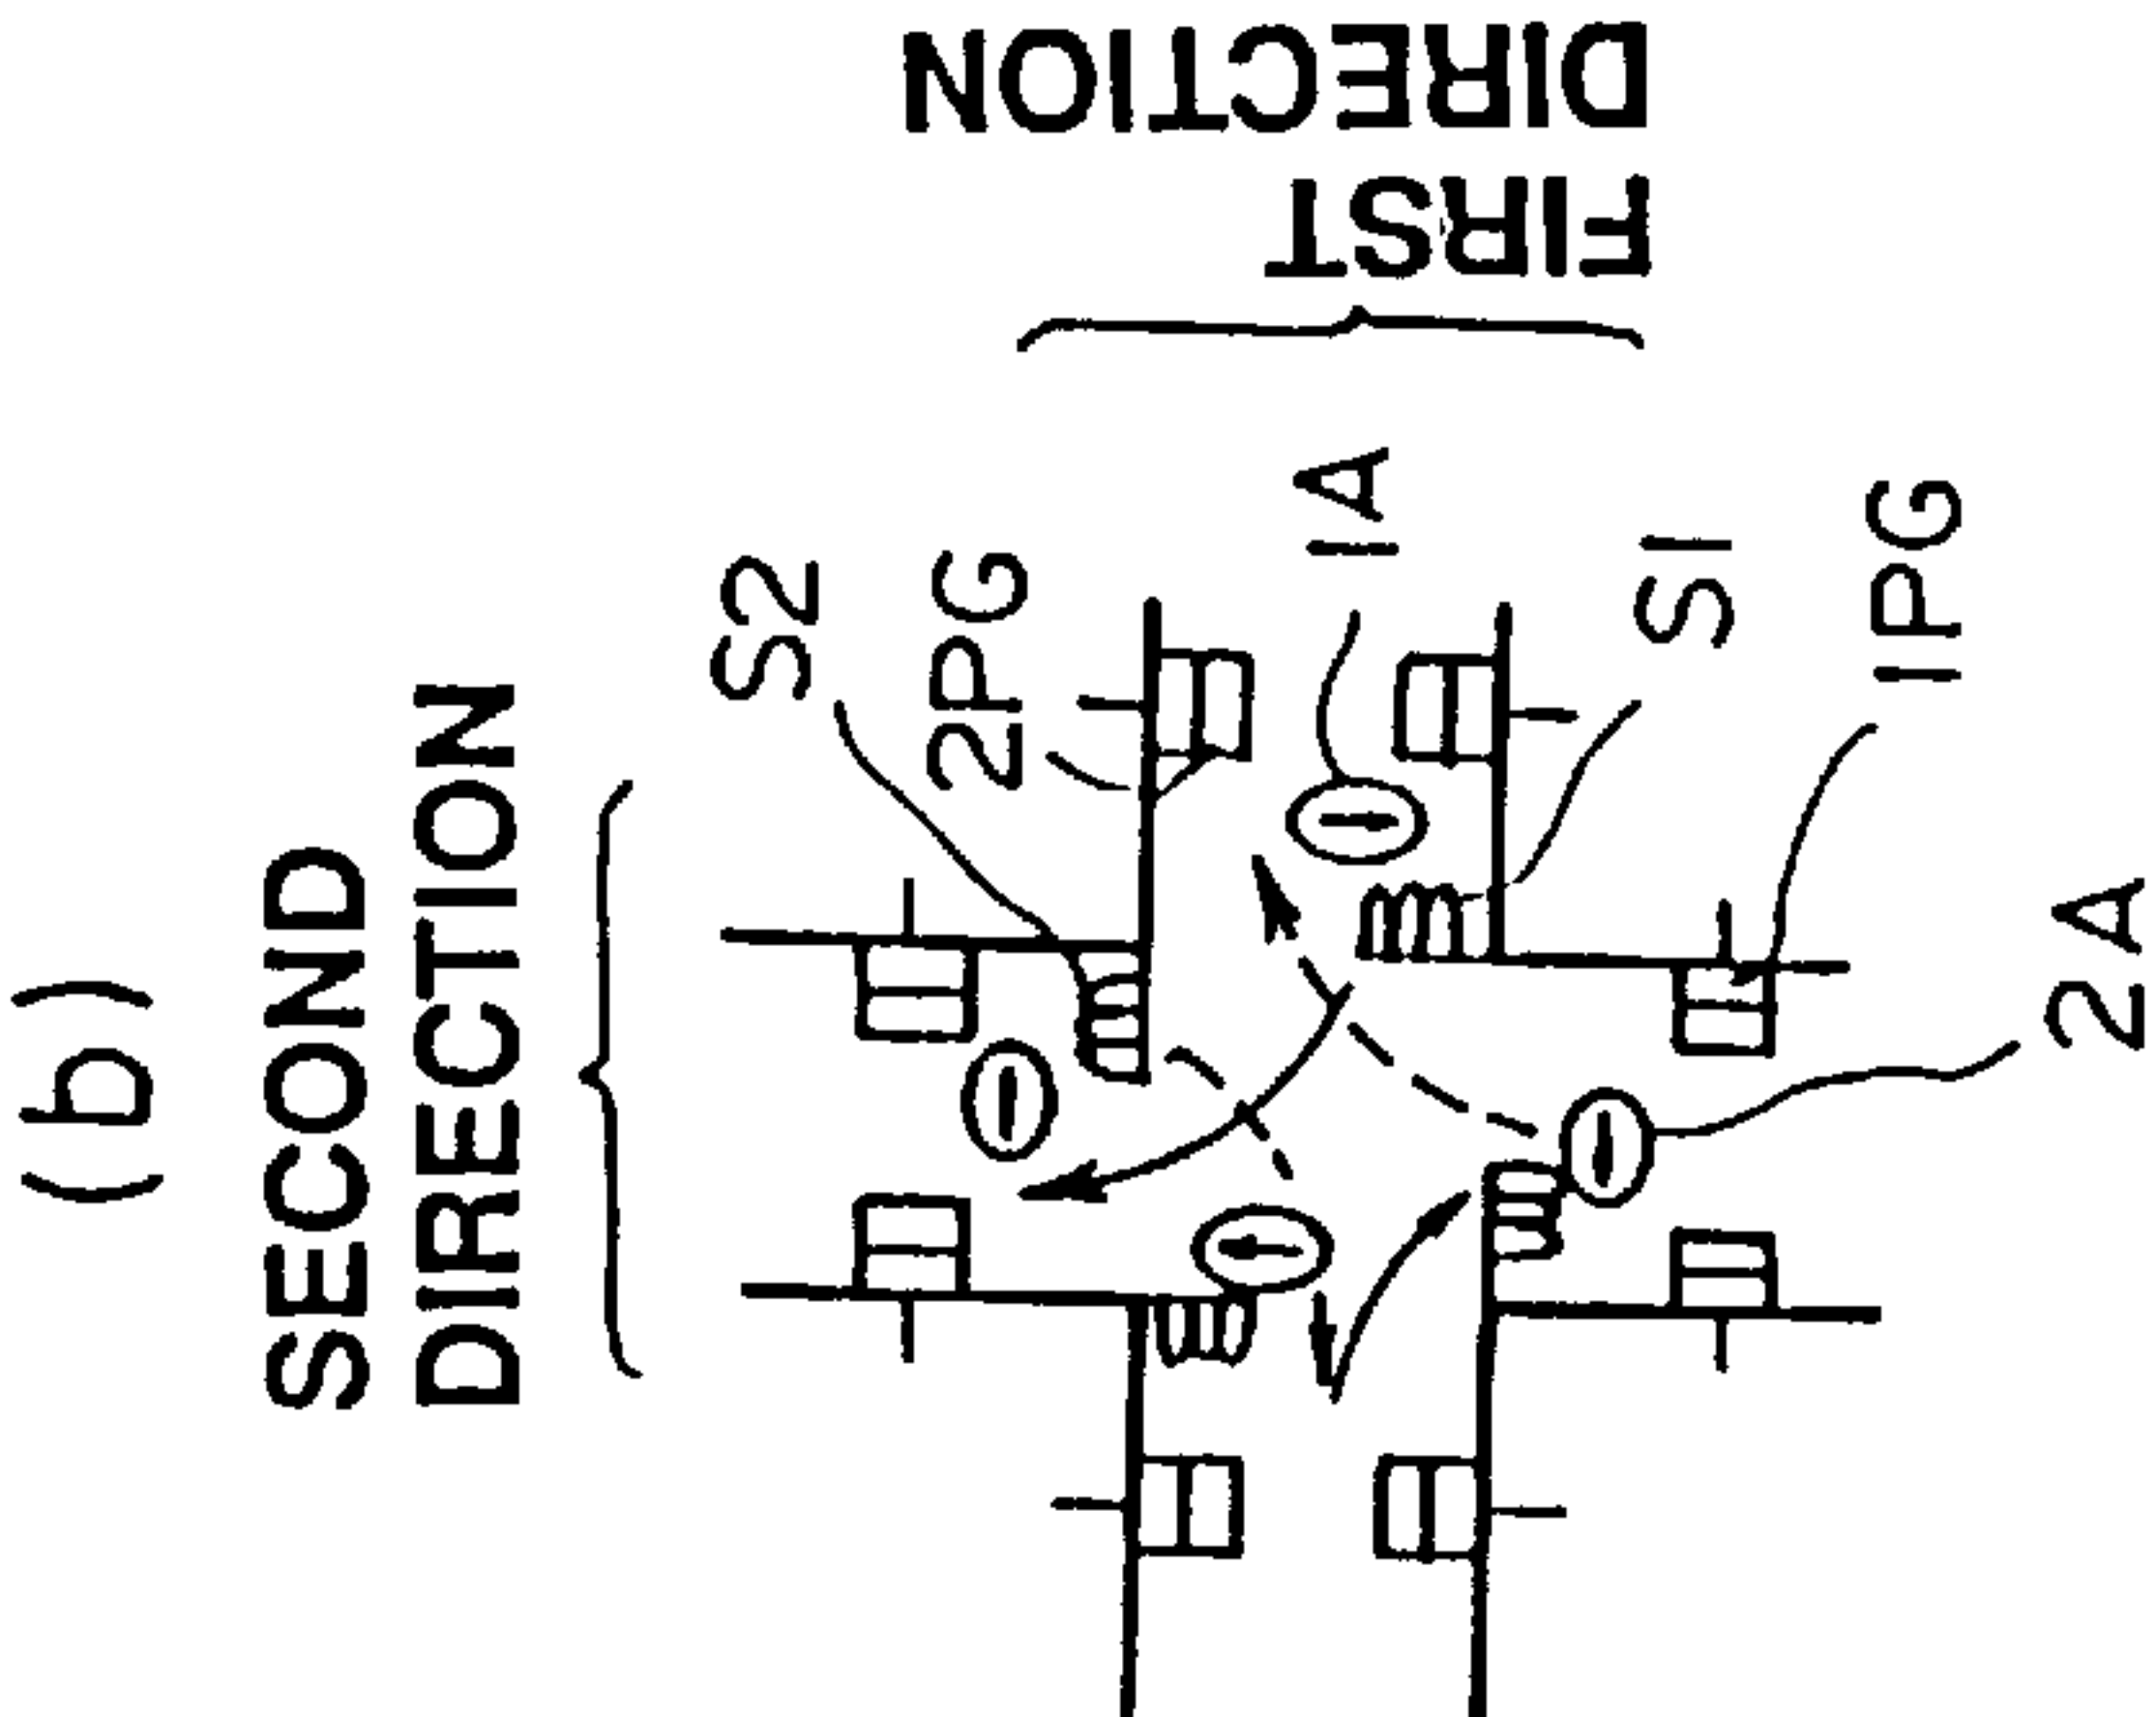 (b)
SECOND
DIRECTION
FIRST
DIRECTION
S2
2PG
1A
S1
1PG
2A